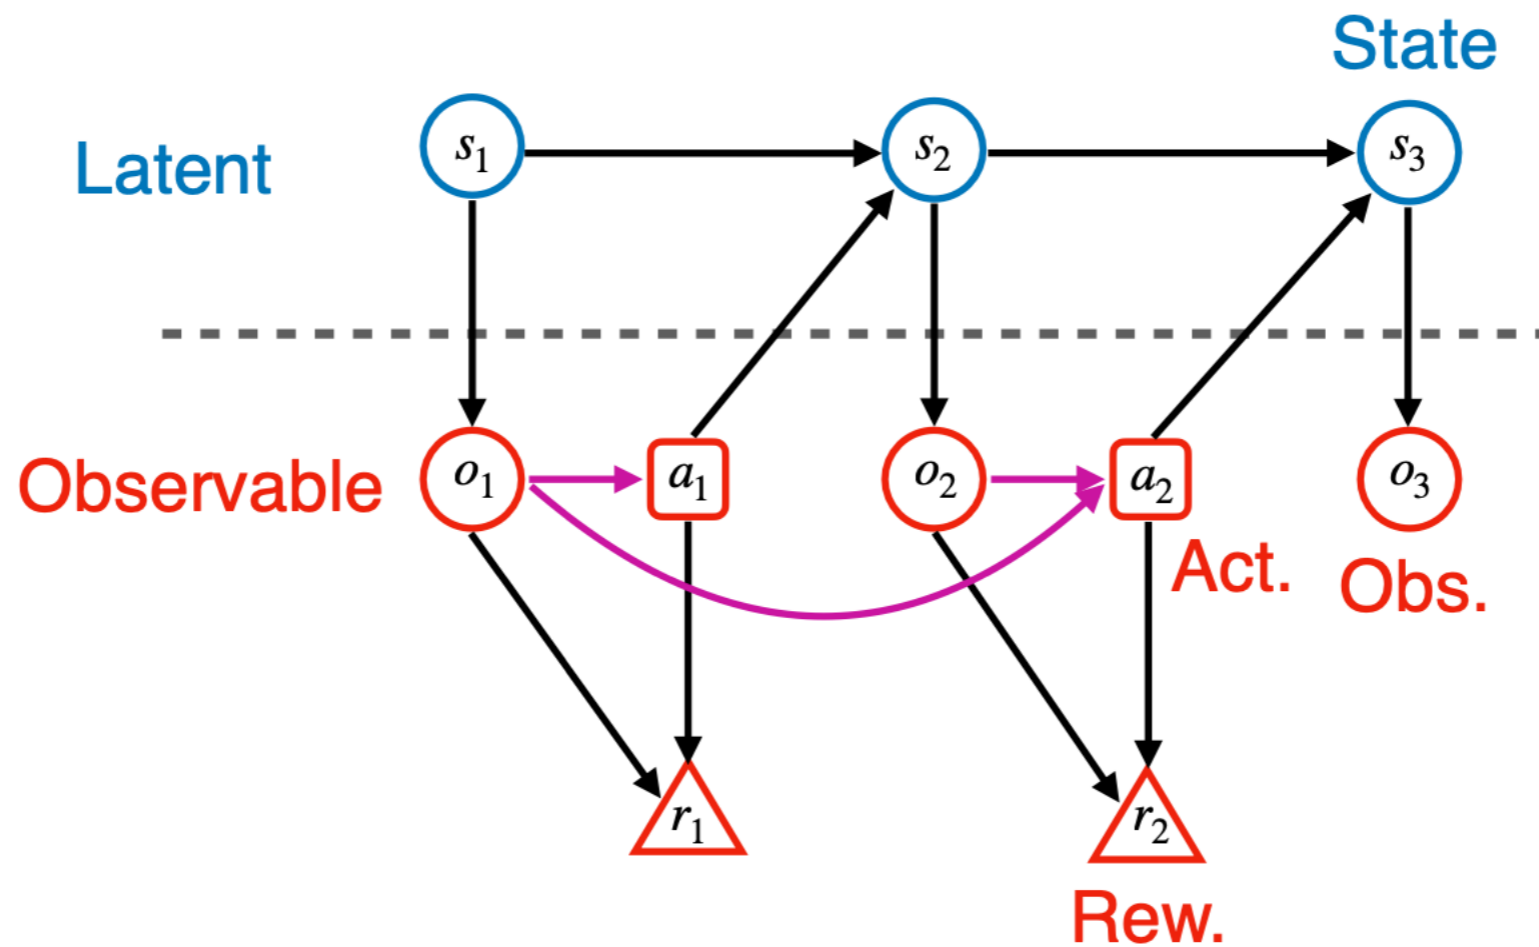 State
Latent
s1
s2
s3
Observable
o1
a1
o2
a2
o3
Act.
Obs.
r1
r2
Rew.